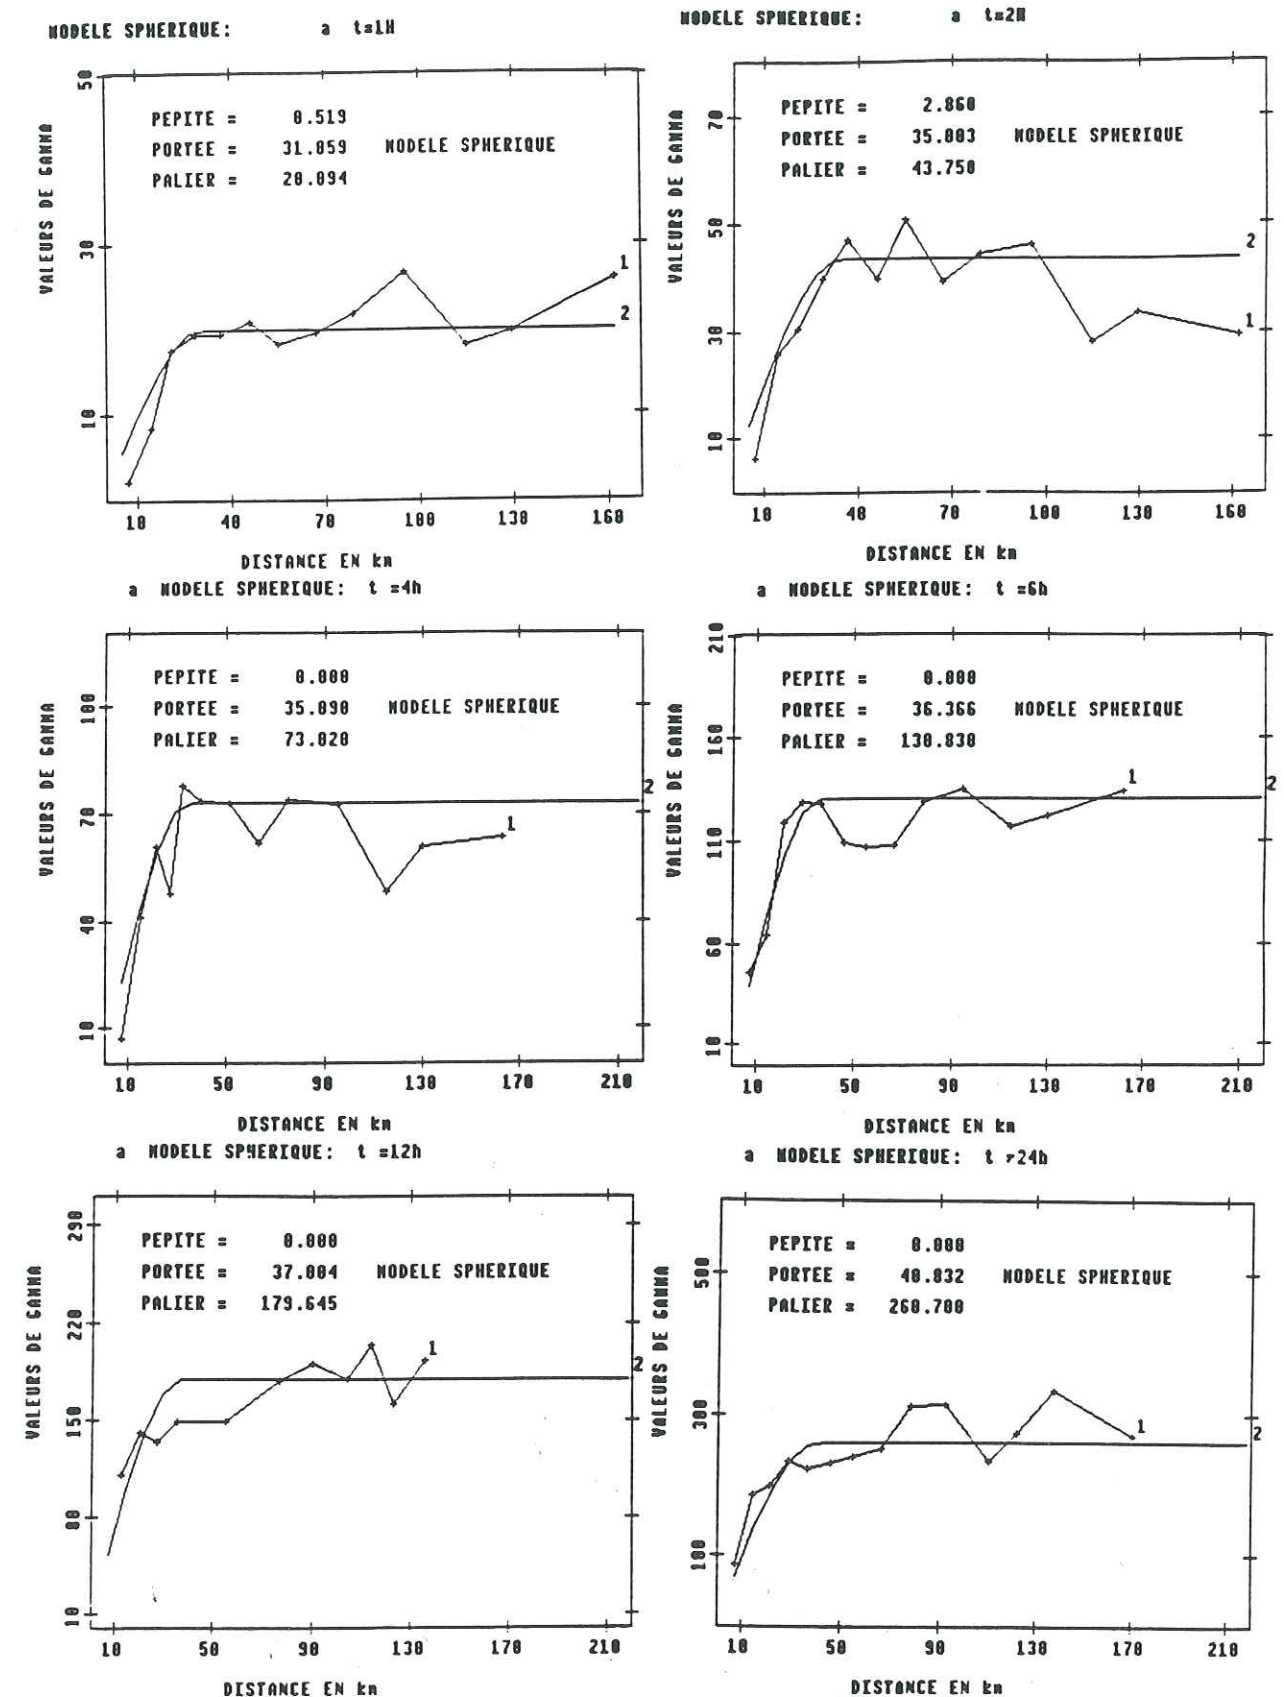 MODELE SPHERIQUE: a t=1H
50
30
10
VALEURS DE GAMMA
PEPITE = 0.519
PORTEE = 31.059 MODELE SPHERIQUE
PALIER = 20.094
1
2
10 40 70 100 130 160
DISTANCE EN km
MODELE SPHERIQUE: a t=2H
70
50
30
10
VALEURS DE GAMMA
PEPITE = 2.860
PORTEE = 35.003 MODELE SPHERIQUE
PALIER = 43.750
2
1
10 40 70 100 130 160
DISTANCE EN km
a MODELE SPHERIQUE: t =4h
100
70
40
10
VALEURS DE GAMMA
PEPITE = 0.000
PORTEE = 35.090 MODELE SPHERIQUE
PALIER = 73.020
2
1
10 50 90 130 170 210
DISTANCE EN km
a MODELE SPHERIQUE: t =6h
210
160
110
60
10
VALEURS DE GAMMA
PEPITE = 0.000
PORTEE = 36.366 MODELE SPHERIQUE
PALIER = 130.830
1
2
10 50 90 130 170 210
DISTANCE EN km
a MODELE SPHERIQUE: t =12h
290
220
150
80
10
VALEURS DE GAMMA
PEPITE = 0.000
PORTEE = 37.004 MODELE SPHERIQUE
PALIER = 179.645
1
2
10 50 90 130 170 210
DISTANCE EN km
a MODELE SPHERIQUE: t =24h
500
300
100
VALEURS DE GAMMA
PEPITE = 0.000
PORTEE = 40.832 MODELE SPHERIQUE
PALIER = 260.700
1
2
10 50 90 130 170 210
DISTANCE EN km